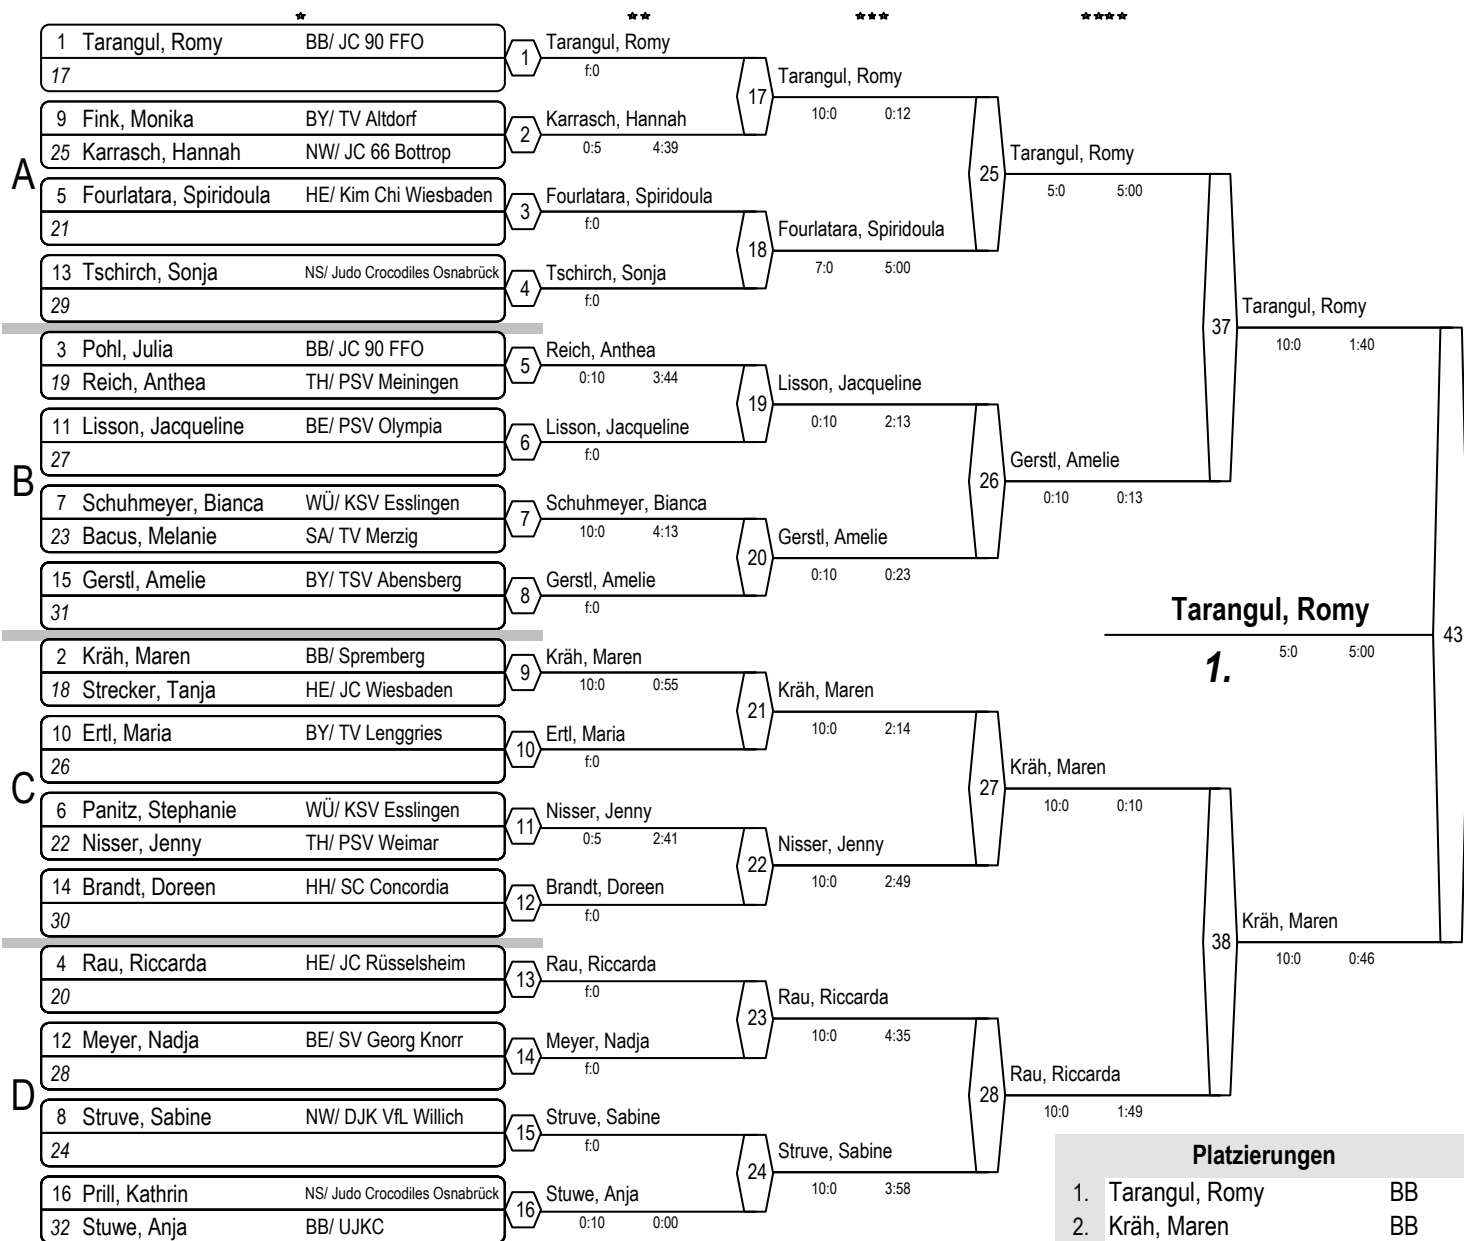 * ** *** ****
1 Tarangul, Romy BB/ JC 90 FFO
17
1
Tarangul, Romy
f:0
9 Fink, Monika BY/ TV Altdorf
25 Karrasch, Hannah NW/ JC 66 Bottrop
2
Karrasch, Hannah
0:5 4:39
17
Tarangul, Romy
10:0 0:12
A
5 Fourlatara, Spiridoula HE/ Kim Chi Wiesbaden
21
3
Fourlatara, Spiridoula
f:0
13 Tschirch, Sonja NS/ Judo Crocodiles Osnabrück
29
4
Tschirch, Sonja
f:0
18
Fourlatara, Spiridoula
7:0 5:00
25
Tarangul, Romy
5:0 5:00
3 Pohl, Julia BB/ JC 90 FFO
19 Reich, Anthea TH/ PSV Meiningen
5
Reich, Anthea
0:10 3:44
11 Lisson, Jacqueline BE/ PSV Olympia
27
6
Lisson, Jacqueline
f:0
19
Lisson, Jacqueline
0:10 2:13
B
7 Schuhmeyer, Bianca WÜ/ KSV Esslingen
23 Bacus, Melanie SA/ TV Merzig
7
Schuhmeyer, Bianca
10:0 4:13
15 Gerstl, Amelie BY/ TSV Abensberg
31
8
Gerstl, Amelie
f:0
20
Gerstl, Amelie
0:10 0:23
26
Gerstl, Amelie
0:10 0:13
37
Tarangul, Romy
10:0 1:40
2 Kräh, Maren BB/ Spremberg
18 Strecker, Tanja HE/ JC Wiesbaden
9
Kräh, Maren
10:0 0:55
10 Ertl, Maria BY/ TV Lenggries
26
10
Ertl, Maria
f:0
21
Kräh, Maren
10:0 2:14
C
6 Panitz, Stephanie WÜ/ KSV Esslingen
22 Nisser, Jenny TH/ PSV Weimar
11
Nisser, Jenny
0:5 2:41
14 Brandt, Doreen HH/ SC Concordia
30
12
Brandt, Doreen
f:0
22
Nisser, Jenny
10:0 2:49
27
Kräh, Maren
10:0 0:10
4 Rau, Riccarda HE/ JC Rüsselsheim
20
13
Rau, Riccarda
f:0
12 Meyer, Nadja BE/ SV Georg Knorr
28
14
Meyer, Nadja
f:0
23
Rau, Riccarda
10:0 4:35
D
8 Struve, Sabine NW/ DJK VfL Willich
24
15
Struve, Sabine
f:0
16 Prill, Kathrin NS/ Judo Crocodiles Osnabrück
32 Stuwe, Anja BB/ UJKC
16
Stuwe, Anja
0:10 0:00
24
Struve, Sabine
10:0 3:58
28
Rau, Riccarda
10:0 1:49
38
Kräh, Maren
10:0 0:46
43
Tarangul, Romy
1. 5:0 5:00
Platzierungen
1. Tarangul, Romy BB
2. Kräh, Maren BB